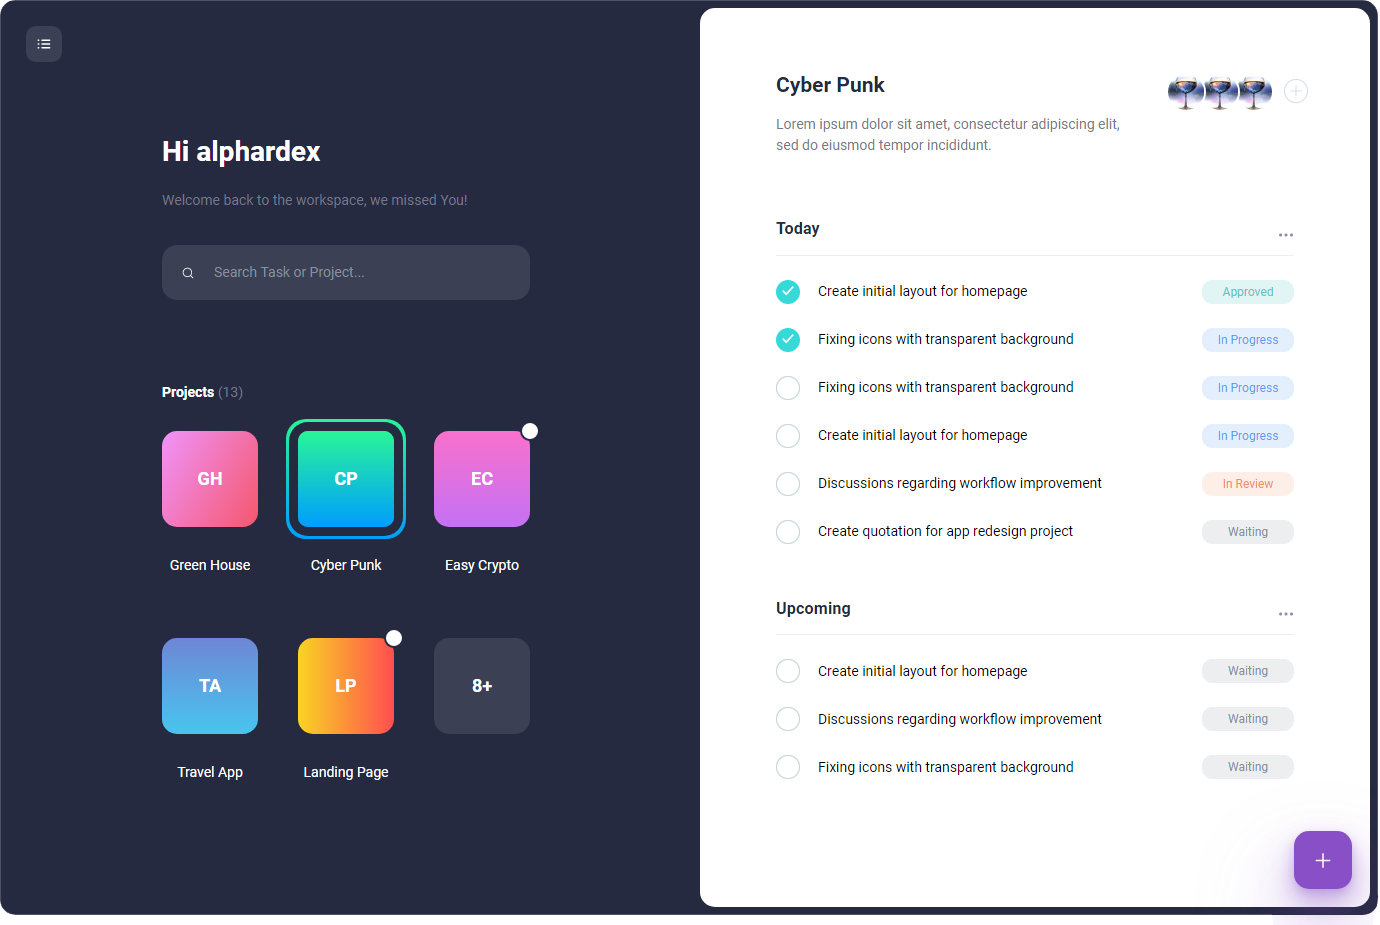 Hi alphardex
Welcome back to the workspace, we missed You!
Search Task or Project...
Projects (13)
GH
CP
EC
Green House
Cyber Punk
Easy Crypto
TA
LP
8+
Travel App
Landing Page
Cyber Punk
Lorem ipsum dolor sit amet, consectetur adipiscing elit,
sed do eiusmod tempor incididunt.
Today
Create initial layout for homepage
Approved
Fixing icons with transparent background
In Progress
Fixing icons with transparent background
In Progress
Create initial layout for homepage
In Progress
Discussions regarding workflow improvement
In Review
Create quotation for app redesign project
Waiting
Upcoming
Create initial layout for homepage
Waiting
Discussions regarding workflow improvement
Waiting
Fixing icons with transparent background
Waiting